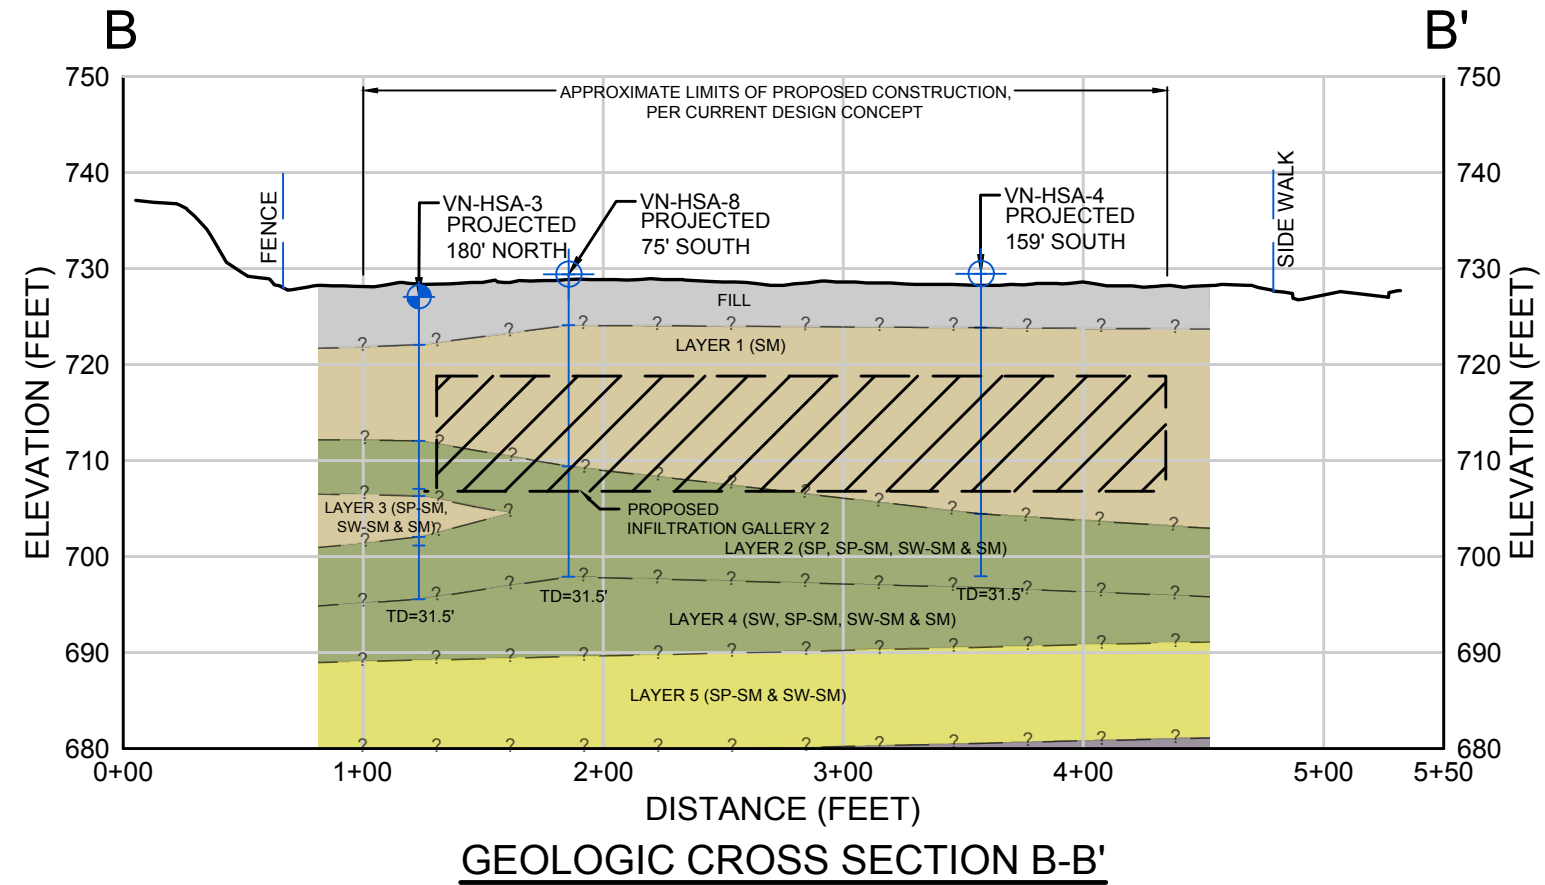 B
B'
750
750
APPROXIMATE LIMITS OF PROPOSED CONSTRUCTION,
PER CURRENT DESIGN CONCEPT
740
740
FENCE
VN-HSA-3
PROJECTED
180' NORTH
VN-HSA-8
PROJECTED
75' SOUTH
VN-HSA-4
PROJECTED
159' SOUTH
SIDE WALK
730
730
FILL
? ? ? ? ? ? ? ? ? ? ? ?
LAYER 1 (SM)
720
720
? ? ? ? ? ? ? ? ? ? ? ?
710
710
? ? ? ? ?
LAYER 3 (SP-SM,
SW-SM & SM)
PROPOSED
INFILTRATION GALLERY 2
LAYER 2 (SP, SP-SM, SW-SM & SM)
700
700
? ? ? ? ? ? ? ? ? ? ? ?
TD=31.5'
TD=31.5'
TD=31.5'
LAYER 4 (SW, SP-SM, SW-SM & SM)
690
690
? ? ? ? ? ? ? ? ? ? ? ?
LAYER 5 (SP-SM & SW-SM)
? ? ? ? ? ? ? ? ? ? ? ?
680
680
ELEVATION (FEET)
ELEVATION (FEET)
0+00
1+00
2+00
3+00
4+00
5+00
5+50
DISTANCE (FEET)
GEOLOGIC CROSS SECTION B-B'